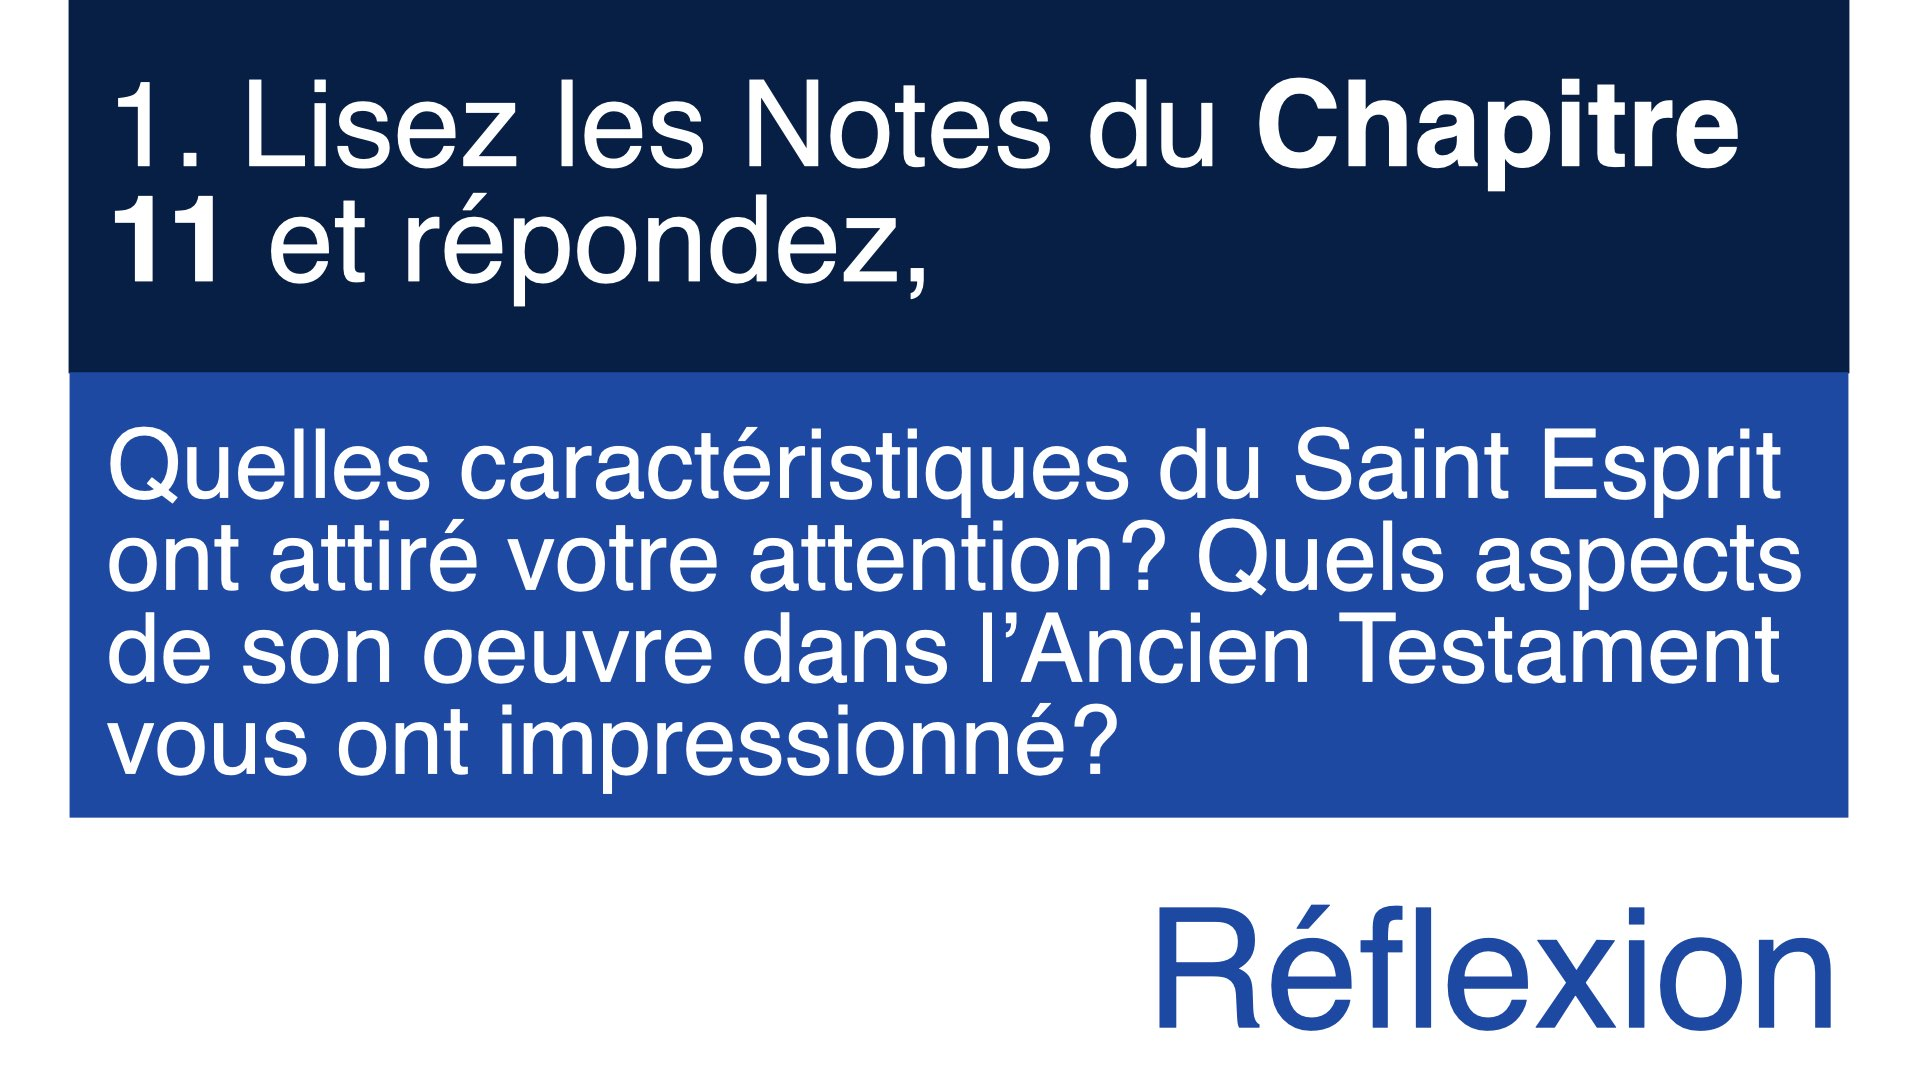 1. Lisez les Notes du Chapitre
11 et répondez,
Quelles caractéristiques du Saint Esprit
ont attiré votre attention? Quels aspects
de son oeuvre dans l’Ancien Testament
vous ont impressionné?
Réflexion